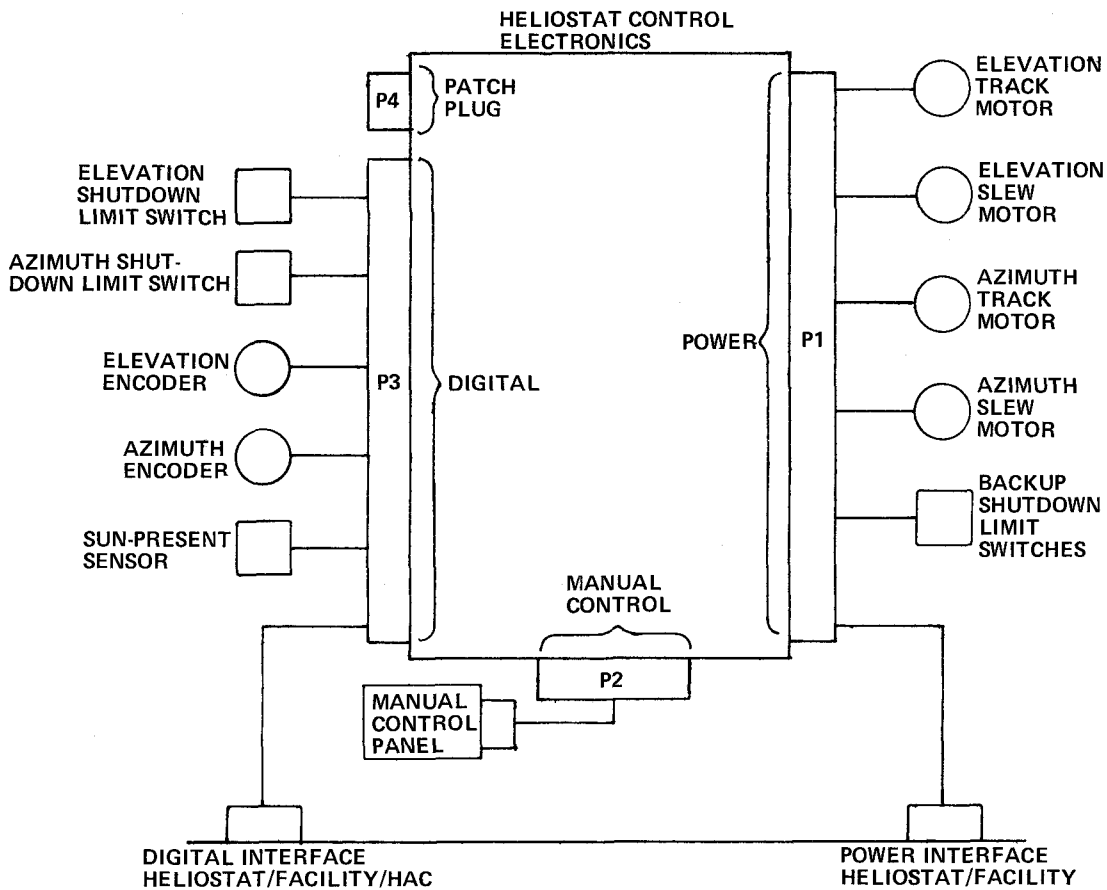 HELIOSTAT CONTROL
ELECTRONICS
P4
PATCH
PLUG
ELEVATION
SHUTDOWN
LIMIT SWITCH
AZIMUTH SHUT-
DOWN LIMIT SWITCH
ELEVATION
ENCODER
AZIMUTH
ENCODER
SUN-PRESENT
SENSOR
P3
DIGITAL
POWER
P1
ELEVATION
TRACK
MOTOR
ELEVATION
SLEW
MOTOR
AZIMUTH
TRACK
MOTOR
AZIMUTH
SLEW
MOTOR
BACKUP
SHUTDOWN
LIMIT
SWITCHES
MANUAL
CONTROL
P2
MANUAL
CONTROL
PANEL
DIGITAL INTERFACE
HELIOSTAT/FACILITY/HAC
POWER INTERFACE
HELIOSTAT/FACILITY